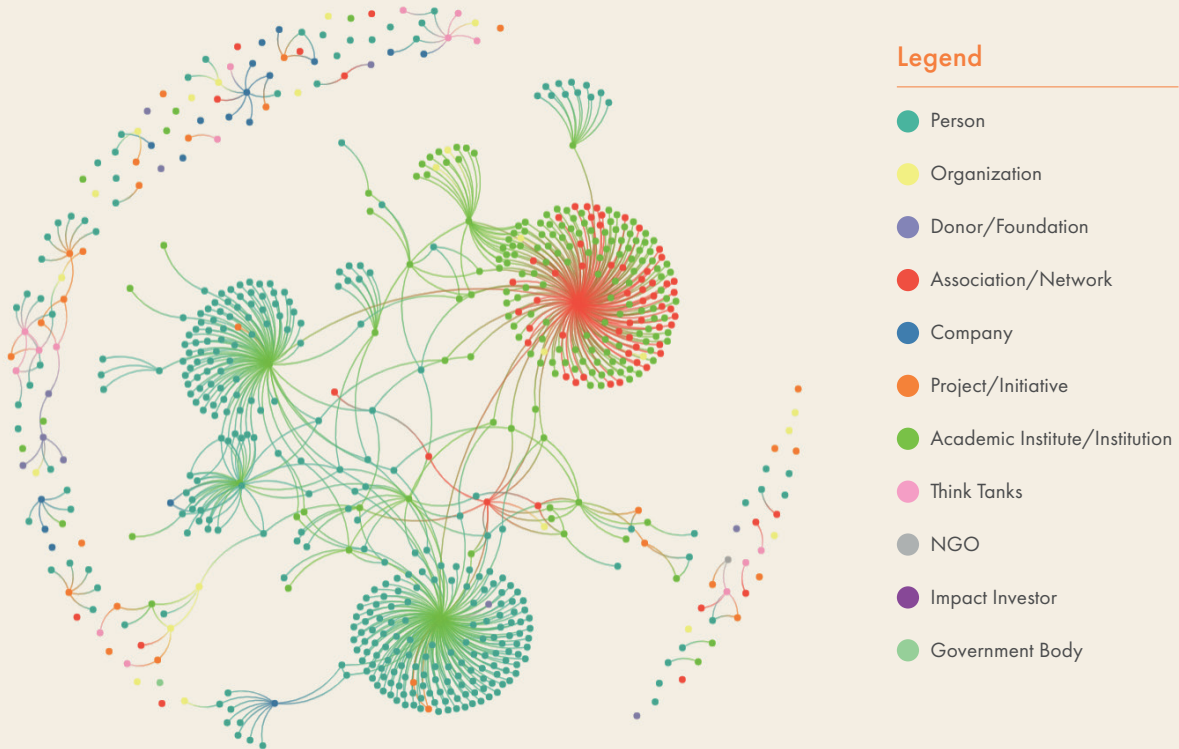 Legend
Person
Organization
Donor/Foundation
Association/Network
Company
Project/Initiative
Academic Institute/Institution
Think Tanks
NGO
Impact Investor
Government Body